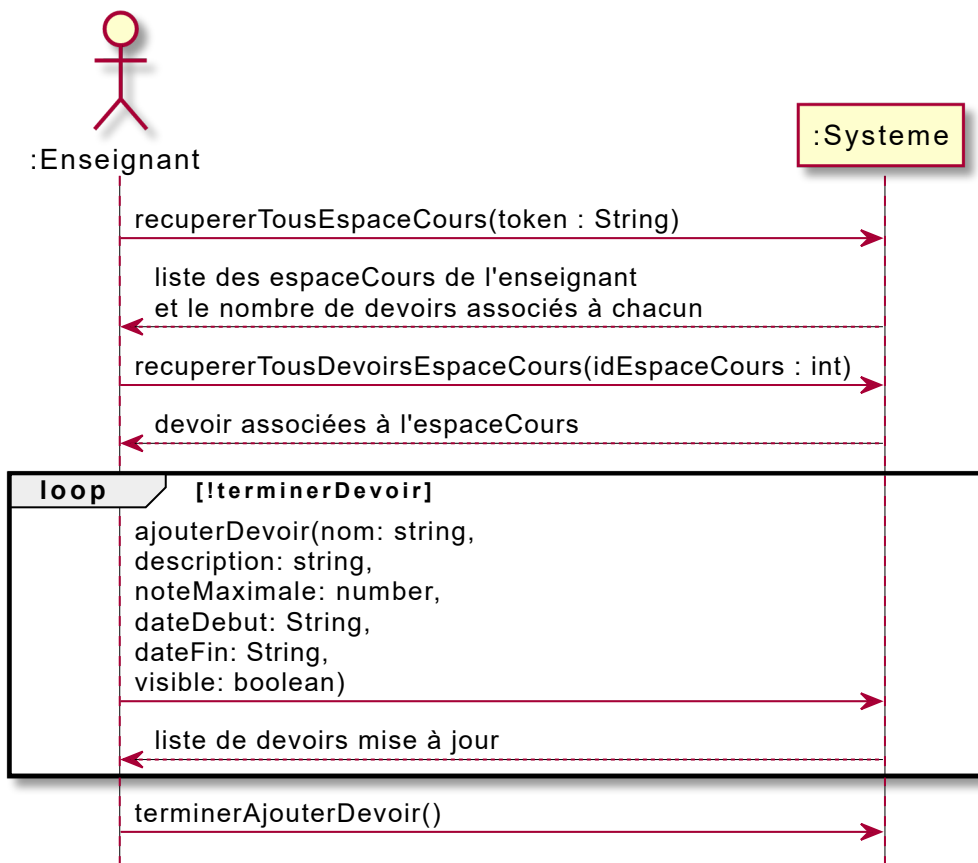 :Enseignant
:Systeme
recupererTousEspaceCours(token : String)
liste des espaceCours de l'enseignant
et le nombre de devoirs associés à chacun
recupererTousDevoirsEspaceCours(idEspaceCours : int)
devoir associées à l'espaceCours
loop [!terminerDevoir]
ajouterDevoir(nom: string,
description: string,
noteMaximale: number,
dateDebut: String,
dateFin: String,
visible: boolean)
liste de devoirs mise à jour
terminerAjouterDevoir()